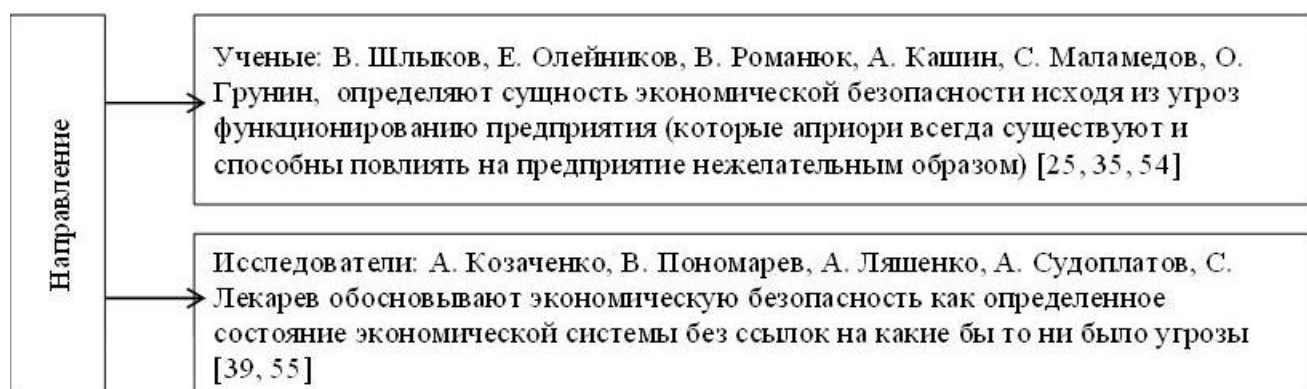 Направление
Ученые: В. Шлыков, Е. Олейников, В. Романюк, А. Кашин, С. Маламедов, О.
Грунин, определяют сущность экономической безопасности исходя из угроз
функционированию предприятия (которые априори всегда существуют и
способны повлиять на предприятие нежелательным образом) [25, 35, 54]
Исследователи: А. Козаченко, В. Пономарев, А. Ляшенко, А. Судоплатов, С.
Лекарев обосновывают экономическую безопасность как определенное
состояние экономической системы без ссылок на какие бы то ни было угрозы
[39, 55]